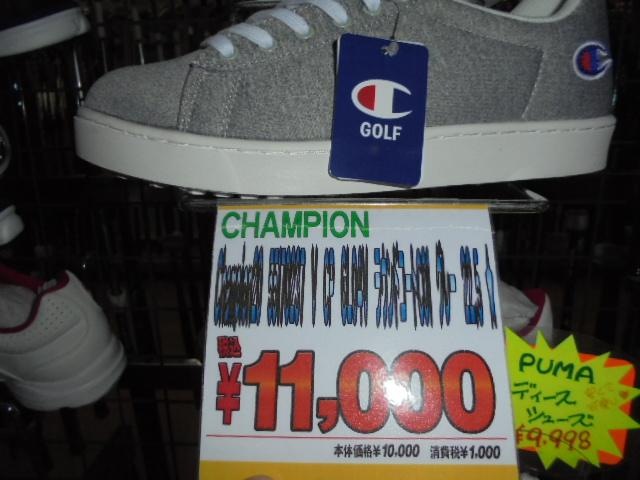 GOLF
CHAMPION
税込
¥11,000
本体価格¥10,000 消費税¥1,000
PUMA
ディース
シューズ
¥9,998